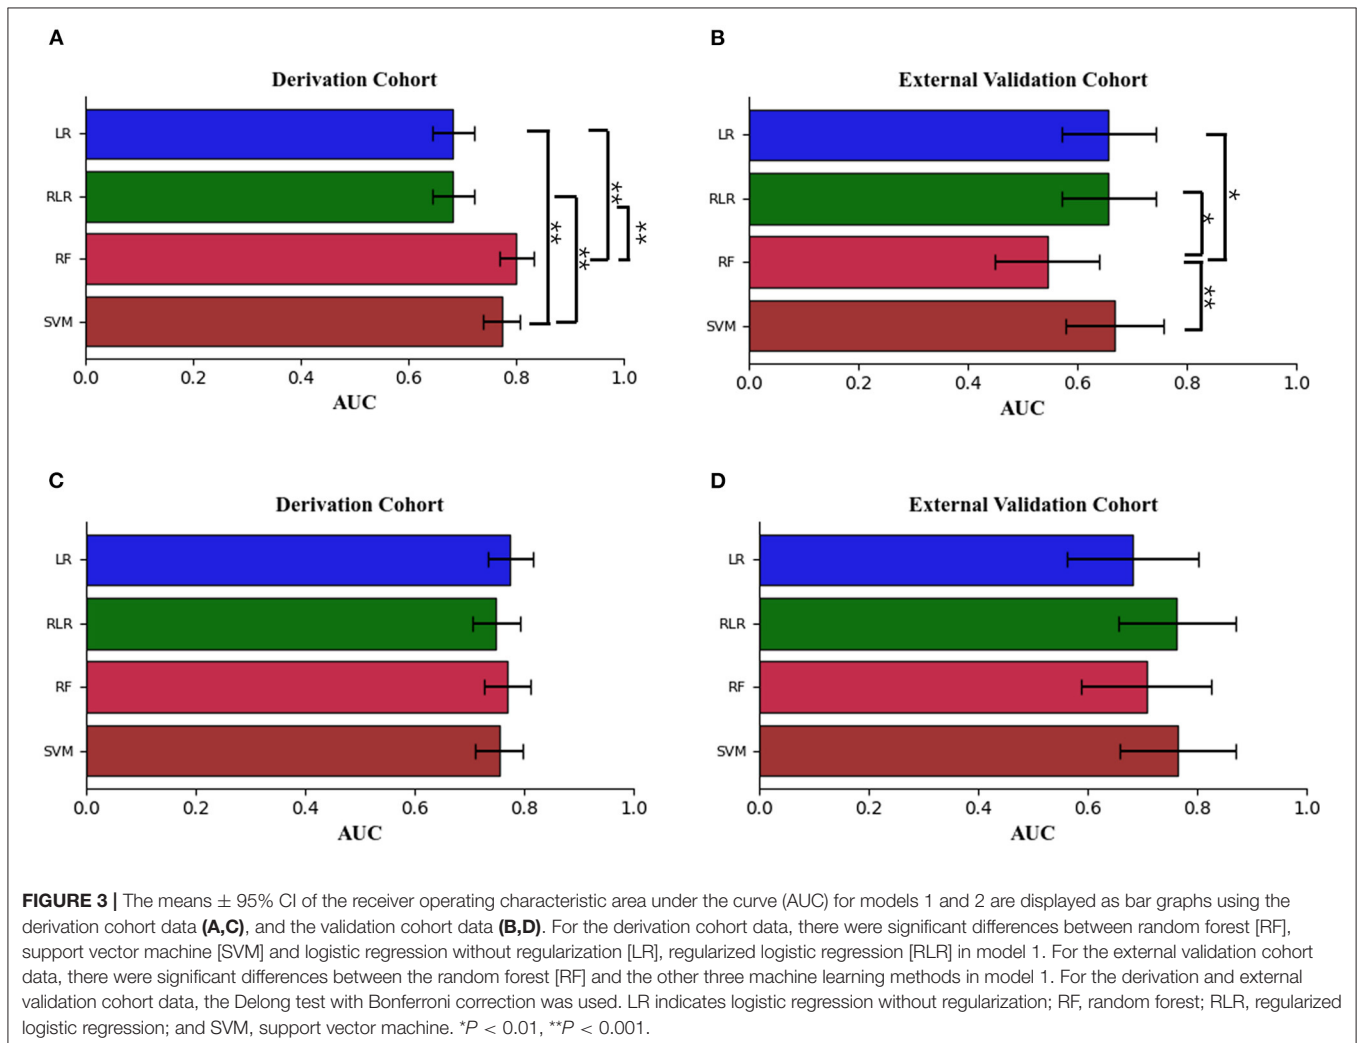 A
Derivation Cohort
LR
RLR
RF
SVM
**
**
**
**
0.0 0.2 0.4 0.6 0.8 1.0
AUC
B
External Validation Cohort
LR
RLR
RF
SVM
*
*
**
0.0 0.2 0.4 0.6 0.8 1.0
AUC
C
Derivation Cohort
LR
RLR
RF
SVM
0.0 0.2 0.4 0.6 0.8 1.0
AUC
D
External Validation Cohort
LR
RLR
RF
SVM
0.0 0.2 0.4 0.6 0.8 1.0
AUC
FIGURE 3 | The means ± 95% CI of the receiver operating characteristic area under the curve (AUC) for models 1 and 2 are displayed as bar graphs using the
derivation cohort data (A,C), and the validation cohort data (B,D). For the derivation cohort data, there were significant differences between random forest [RF],
support vector machine [SVM] and logistic regression without regularization [LR], regularized logistic regression [RLR] in model 1. For the external validation cohort
data, there were significant differences between the random forest [RF] and the other three machine learning methods in model 1. For the derivation and external
validation cohort data, the Delong test with Bonferroni correction was used. LR indicates logistic regression without regularization; RF, random forest; RLR, regularized
logistic regression; and SVM, support vector machine. *P < 0.01, **P < 0.001.